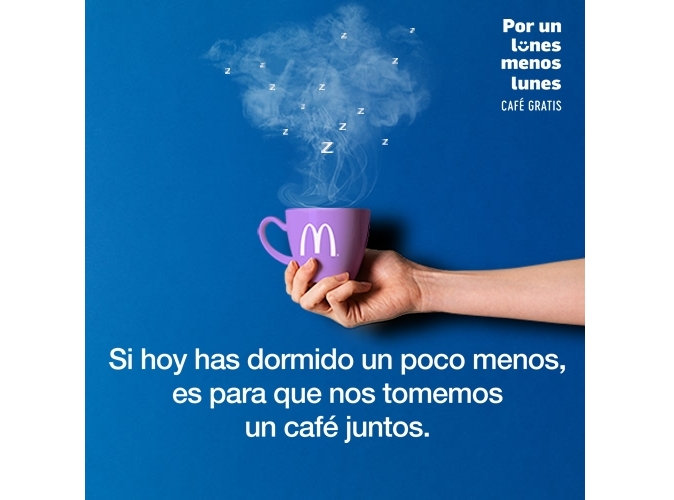 Por un
lunes
menos
lunes
CAFÉ GRATIS
z
z
z
z
z
z
z
z
z
z
z
z
M
Si hoy has dormido un poco menos,
es para que nos tomemos
un café juntos.